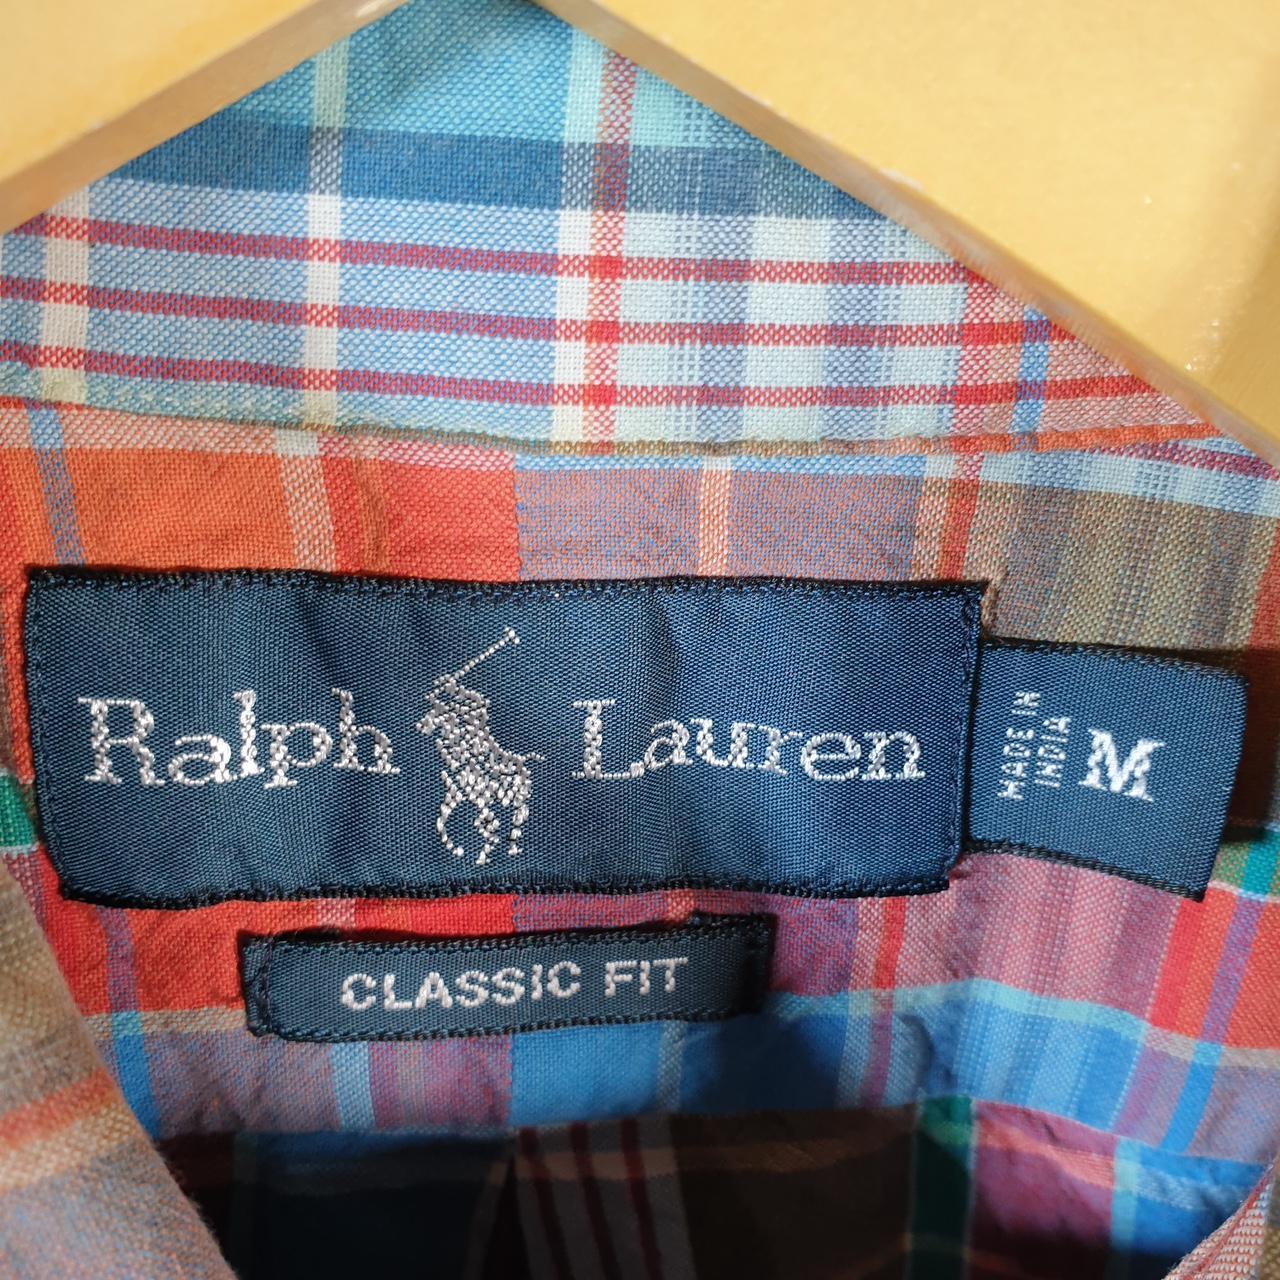 Ralph Lauren
MADE IN
INDIA
M
CLASSIC FIT